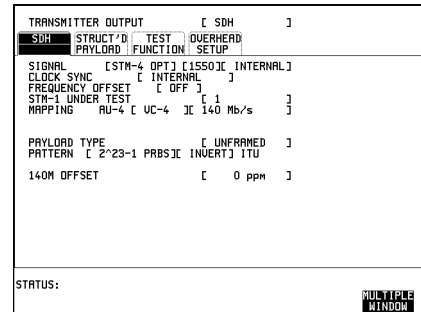 TRANSMITTER OUTPUT [ SDH ]
SDH STRUCT'D TEST OVERHEAD
PAYLOAD FUNCTION SETUP
SIGNAL [STM-4 OPT] [1550][ INTERNAL]
CLOCK SYNC [ INTERNAL ]
FREQUENCY OFFSET [ OFF ]
STM-1 UNDER TEST [ 1 ]
MAPPING AU-4 [ VC-4 ][ 140 Mb/s ]
PAYLOAD TYPE [ UNFRAMED ]
PATTERN [ 2^23-1 PRBS][ INVERT] ITU
140M OFFSET [ 0 ppm ]
STATUS:
MULTIPLE
WINDOW